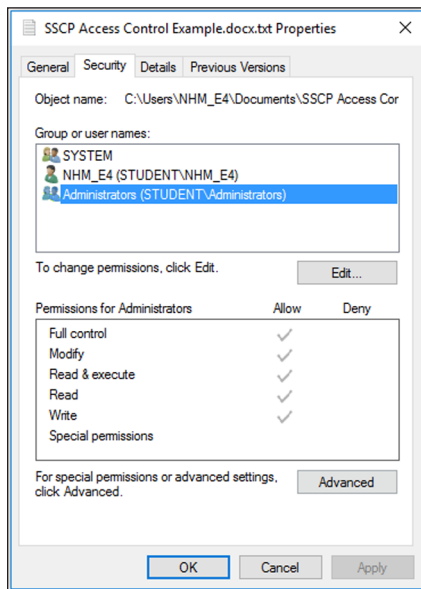 SSCP Access Control Example.docx.txt Properties
General Security Details Previous Versions
Object name: C:\Users\NHM_E4\Documents\SSCP Access Cor
Group or user names:
SYSTEM
NHM_E4 (STUDENT\NHM_E4)
Administrators (STUDENT\Administrators)
To change permissions, click Edit.
Edit...
Permissions for Administrators Allow Deny
Full control
Modify
Read & execute
Read
Write
Special permissions
For special permissions or advanced settings,
click Advanced.
Advanced
OK Cancel Apply